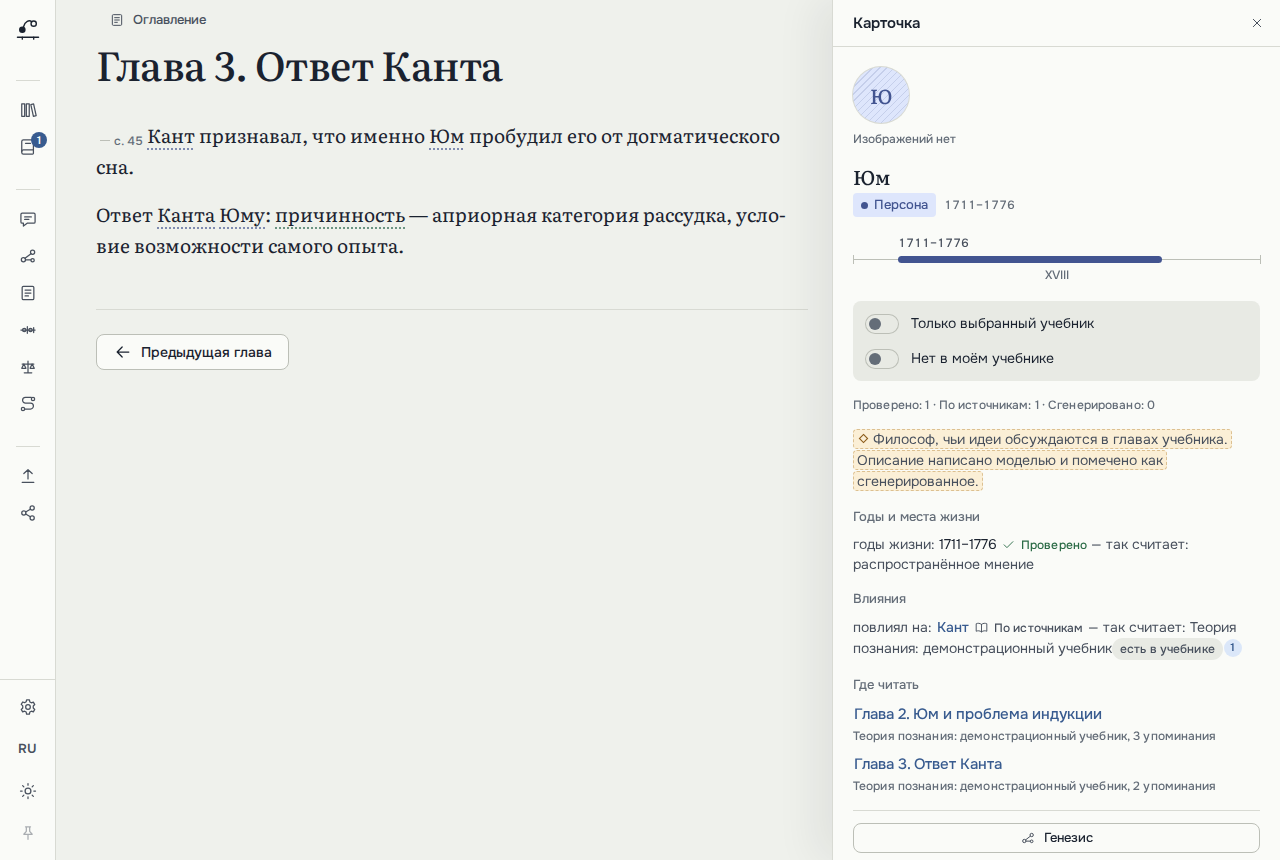 Оглавление
Глава 3. Ответ Канта
— с. 45 Кант признавал, что именно Юм пробудил его от догматического
сна.
Ответ Канта Юму: причинность — априорная категория рассудка, усло-
вие возможности самого опыта.
Предыдущая глава
1
RU
Карточка
Ю
Изображений нет
Юм
Персона 1711–1776
1711–1776
XVIII
Только выбранный учебник
Нет в моём учебнике
Проверено: 1 · По источникам: 1 · Сгенерировано: 0
Философ, чьи идеи обсуждаются в главах учебника.
Описание написано моделью и помечено как
сгенерированное.
Годы и места жизни
годы жизни: 1711–1776 Проверено — так считает:
распространённое мнение
Влияния
повлиял на: Кант По источникам — так считает: Теория
познания: демонстрационный учебник есть в учебнике 1
Где читать
Глава 2. Юм и проблема индукции
Теория познания: демонстрационный учебник, 3 упоминания
Глава 3. Ответ Канта
Теория познания: демонстрационный учебник, 2 упоминания
Генезис